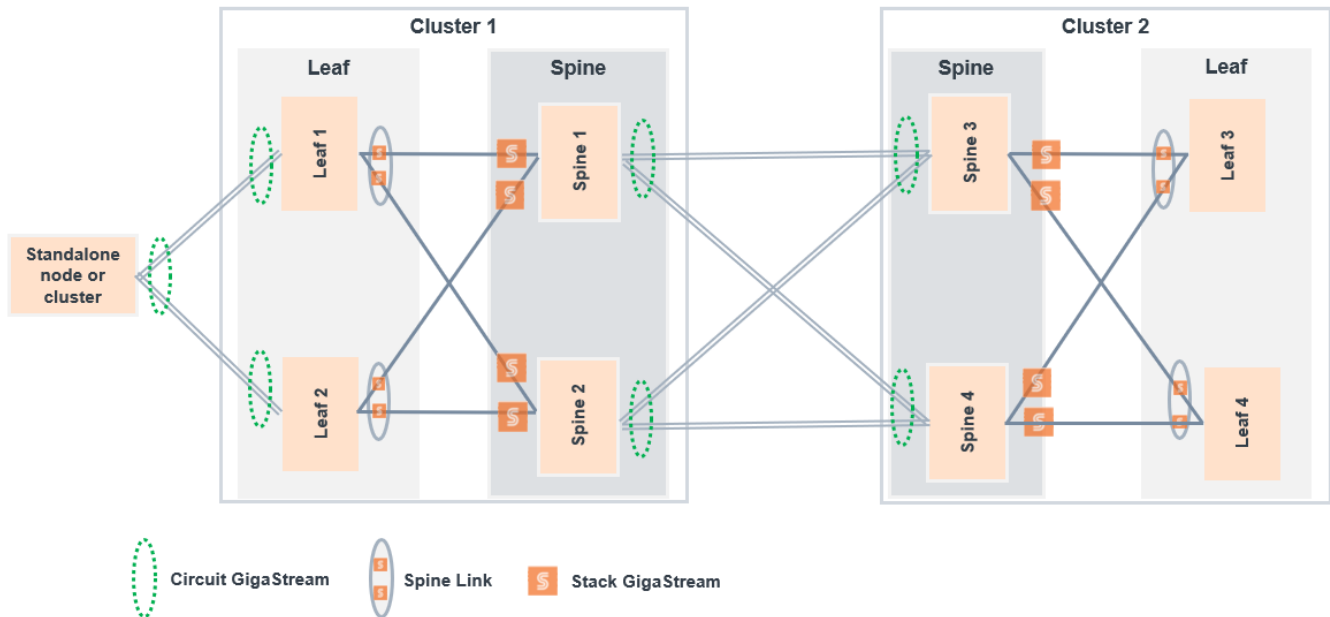 Cluster 1
Cluster 2
Leaf
Spine
Spine
Leaf
Leaf 1
Spine 1
Spine 3
Leaf 3
Standalone
node or
cluster
Leaf 2
Spine 2
Spine 4
Leaf 4
Circuit GigaStream
Spine Link
Stack GigaStream